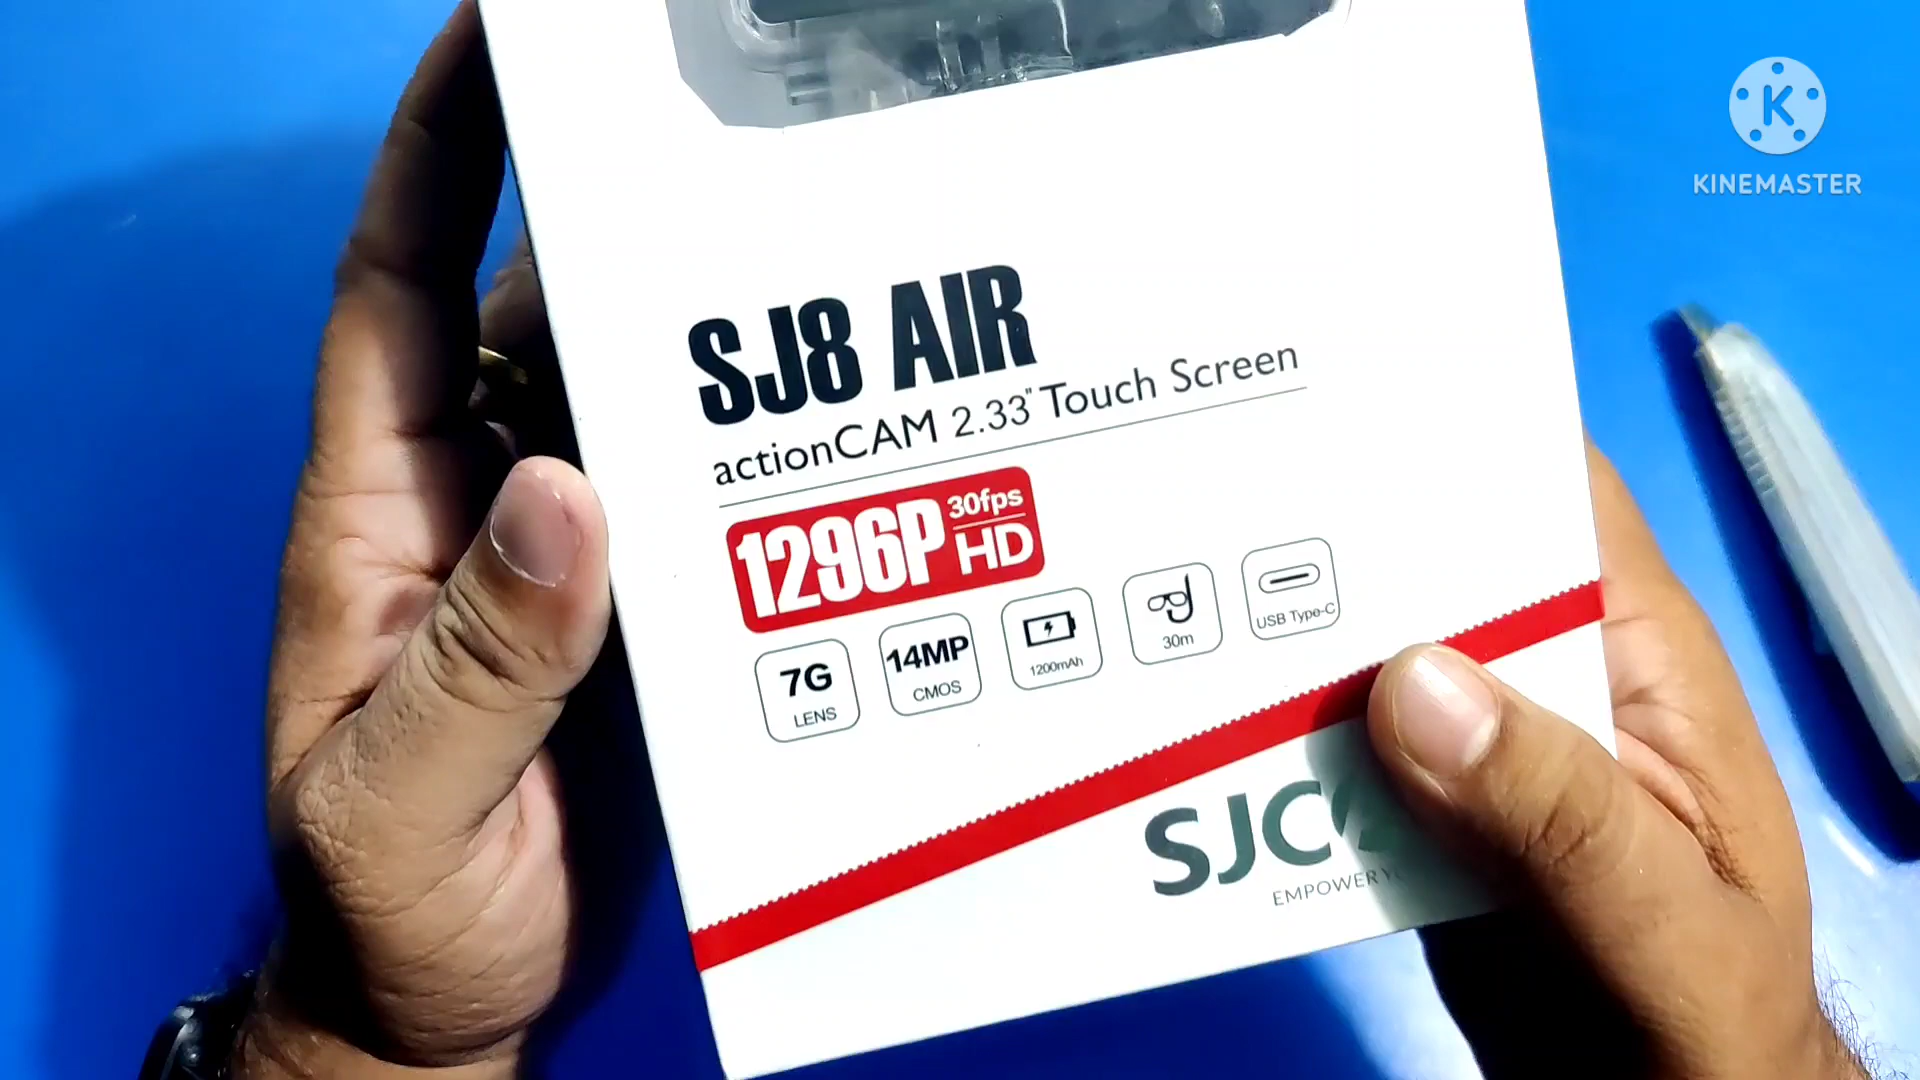 K
KINEMASTER
SJ8 AIR
actionCAM 2.33" Touch Screen
1296P 30fps HD
7G
LENS
14MP
CMOS
1200mAh
30m
USB Type-C
EMPOWER